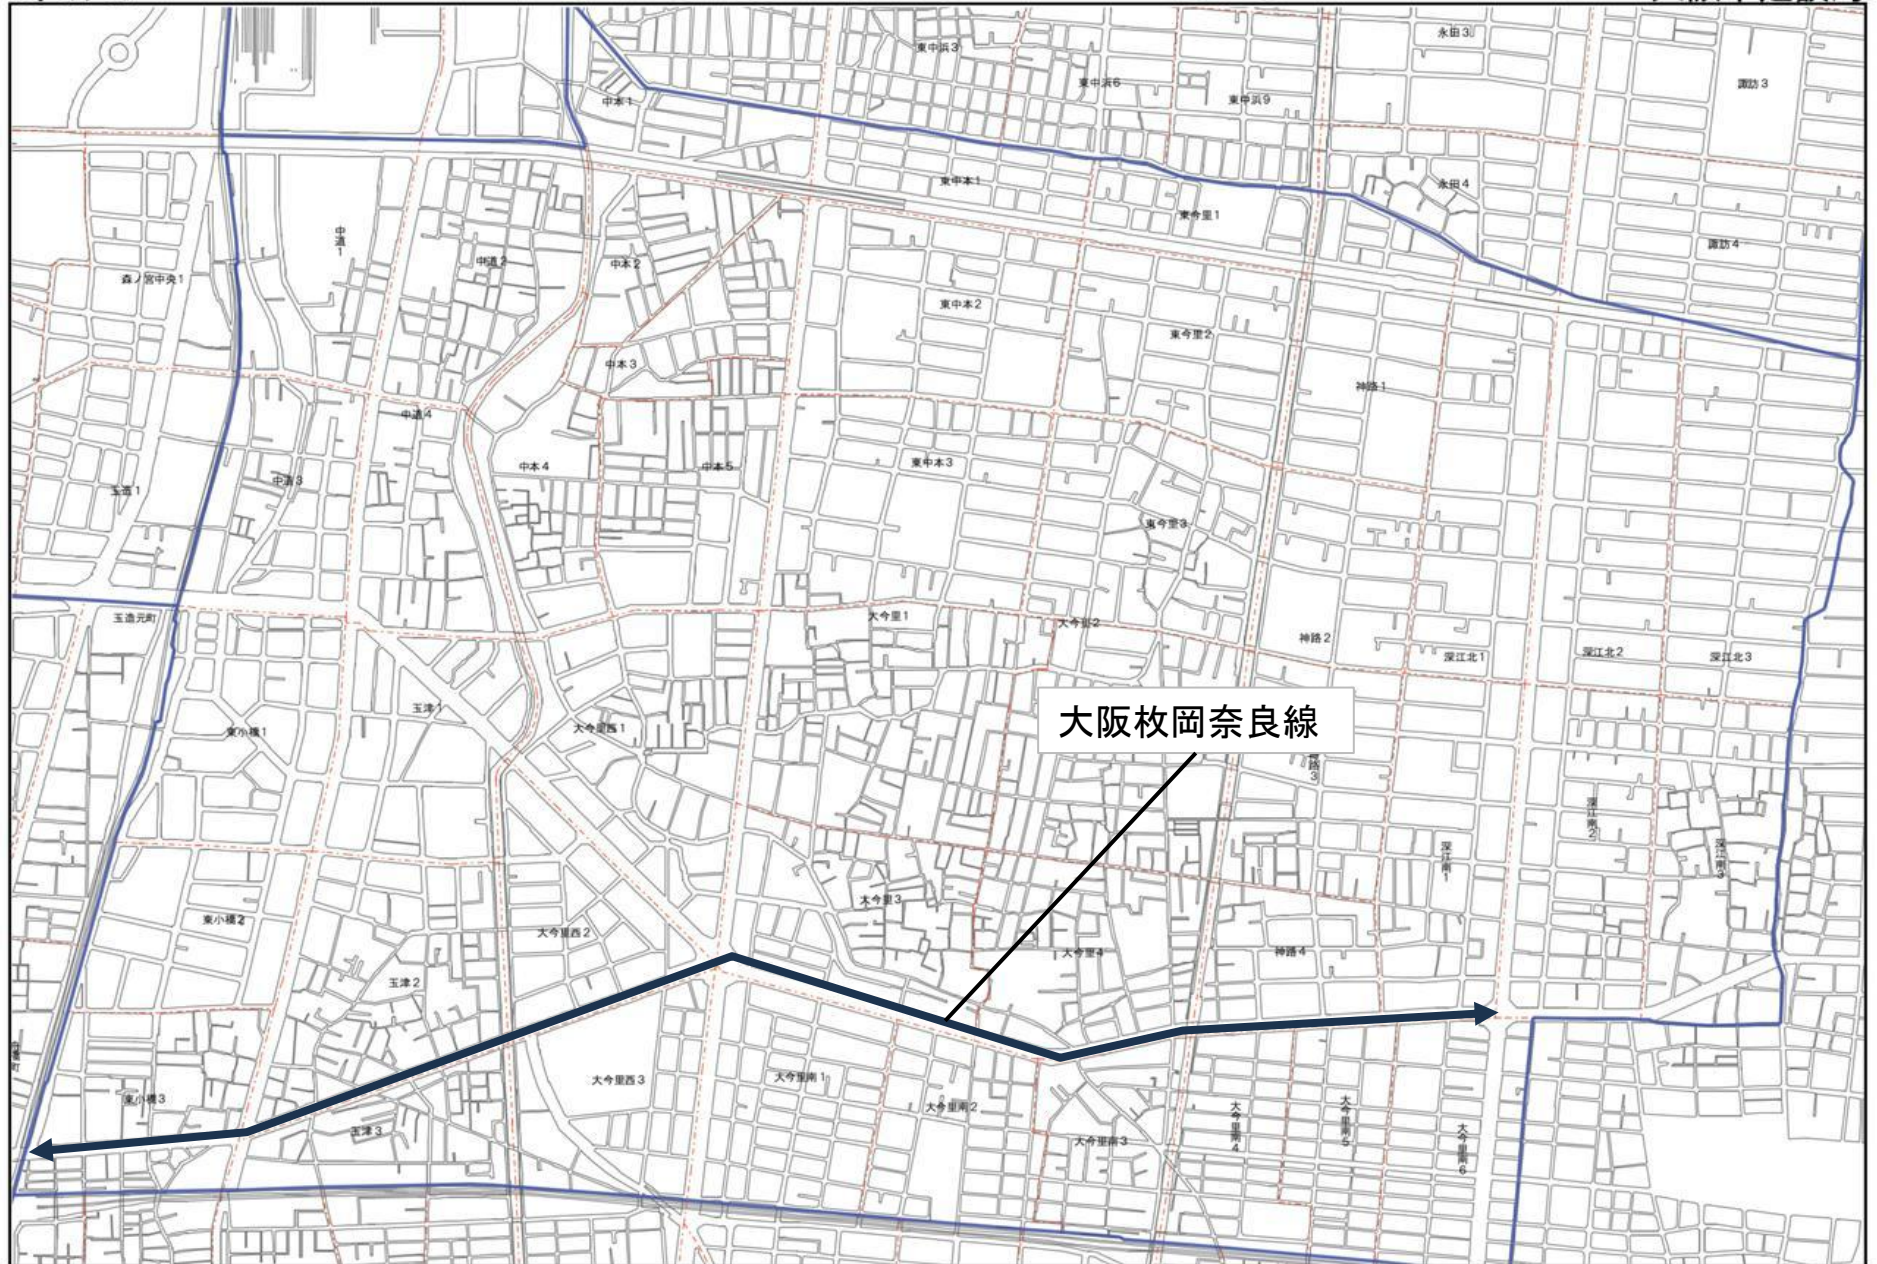 東中浜3
永田3
諏訪3
東中浜6
東中浜9
中本1
東中本1
永田4
東今里1
中道1
諏訪4
中道2
中本2
森ノ宮中央1
東中本2
東今里2
中本3
神路1
中道4
中本4
中本5
東中本3
中道3
玉造1
東今里3
玉造元町
大今里1
大今里2
神路2
深江北1
深江北2
深江北3
玉津1
大今里西1
東小橋1
大阪枚岡奈良線
神路3
深江南2
深江南1
深江南3
大今里3
東小橋2
大今里西2
大今里4
神路4
玉津2
大今里西3
大今里南1
東小橋3
大今里南2
大今里南4
大今里南5
大今里南6
玉津3
大今里南3